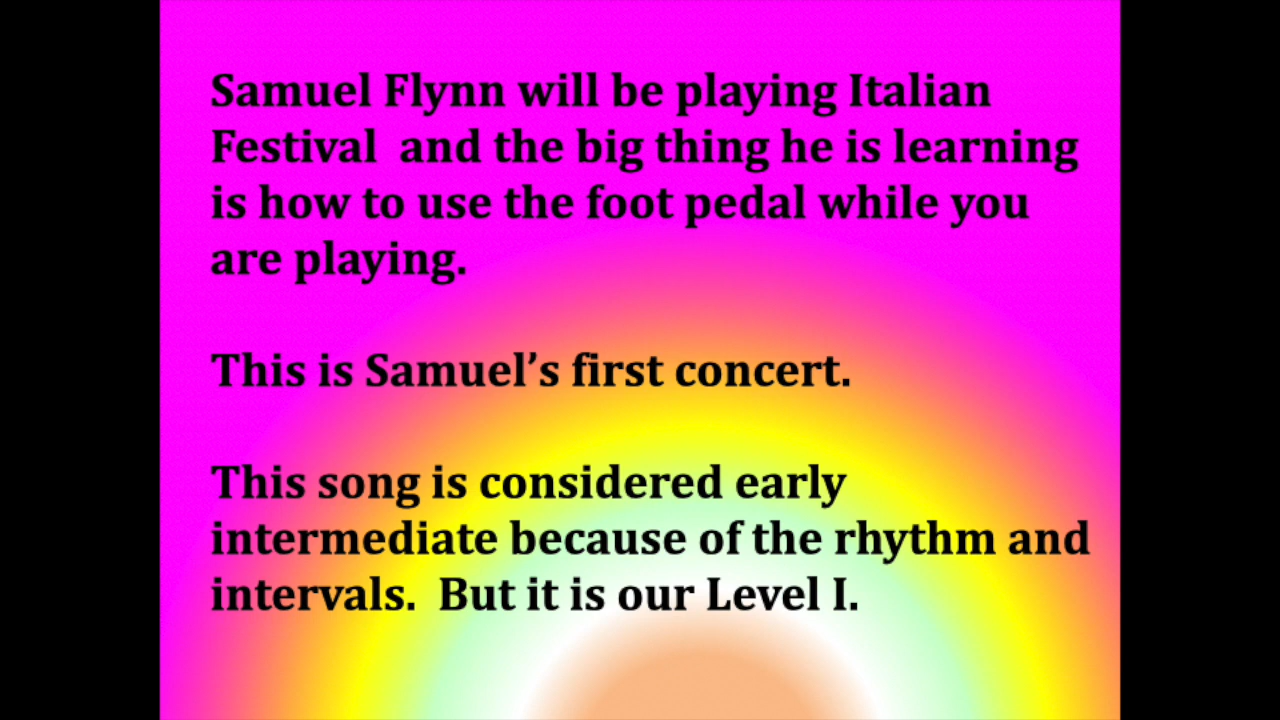 Samuel Flynn will be playing Italian
Festival  and the big thing he is learning
is how to use the foot pedal while you
are playing.
This is Samuel’s first concert.
This song is considered early
intermediate because of the rhythm and
intervals.  But it is our Level I.